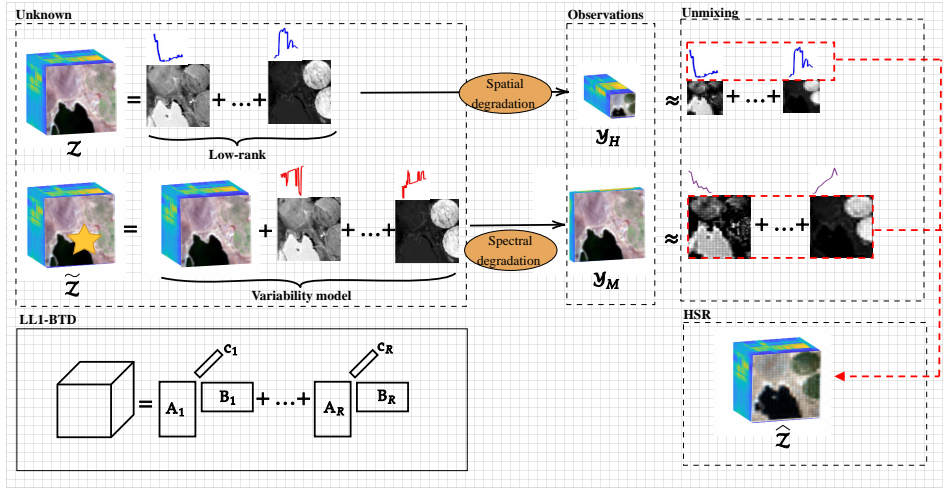 Unknown
Observations
Unmixing
𝒵
=
+ ... +
Low-rank
Spatial
degradation
𝒴_H
≈
+ ... +
𝒵̃
=
+
+ ... +
Variability model
Spectral
degradation
𝒴_M
≈
+ ... +
LL1-BTD
=
A_1
B_1
c_1
+ ... +
A_R
B_R
c_R
HSR
𝒵̂